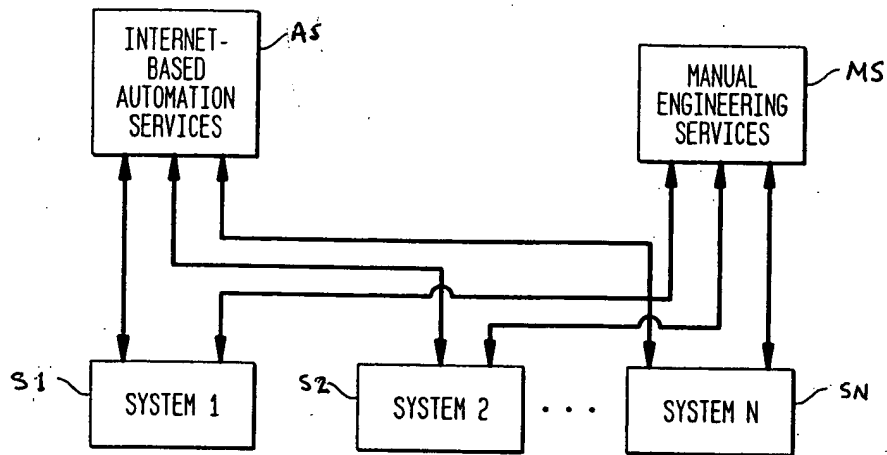 INTERNET-
BASED
AUTOMATION
SERVICES
AS
MANUAL
ENGINEERING
SERVICES
MS
S1
SYSTEM 1
S2
SYSTEM 2
. . .
SYSTEM N
SN